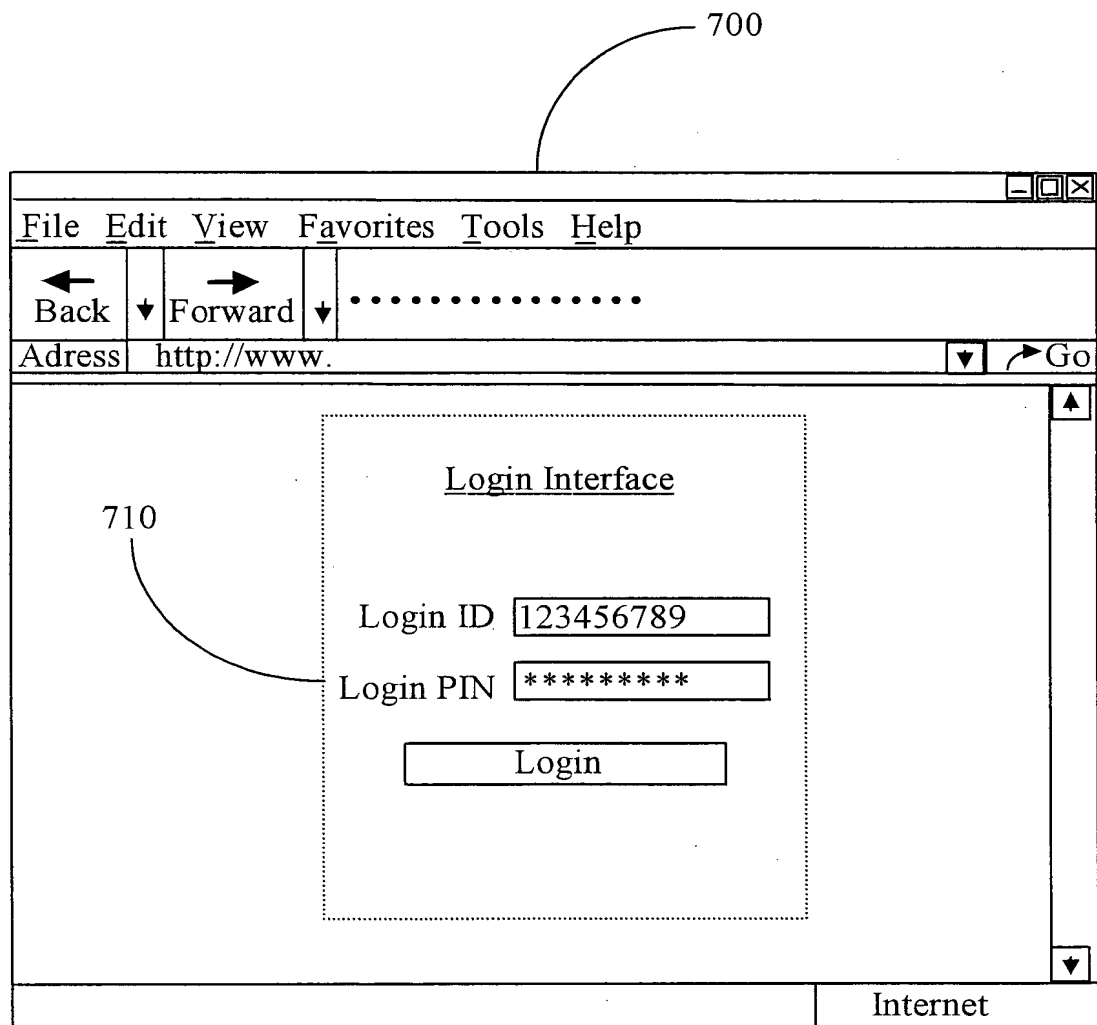 700
File Edit View Favorites Tools Help
Back Forward ...............
Adress http://www. Go
Login Interface
710
Login ID 123456789
Login PIN *********
Login
Internet